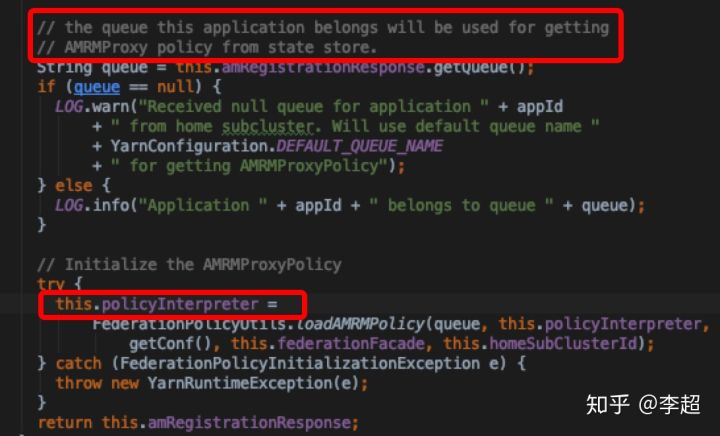 // the queue this application belongs will be used for getting
// AMRMProxy policy from state store.
String queue = this.amRegistrationResponse.getQueue();
if (queue == null) {
LOG.warn("Received null queue for application " + appId
+ " from home subcluster. Will use default queue name "
+ YarnConfiguration.DEFAULT_QUEUE_NAME
+ " for getting AMRMProxyPolicy");
} else {
LOG.info("Application " + appId + " belongs to queue " + queue);
}
// Initialize the AMRMProxyPolicy
try {
this.policyInterpreter =
FederationPolicyUtils.loadAMRMPolicy(queue, this.policyInterpreter,
getConf(), this.federationFacade, this.homeSubClusterId);
} catch (FederationPolicyInitializationException e) {
throw new YarnRuntimeException(e);
}
return this.amRegistrationResponse;
知乎 @李超